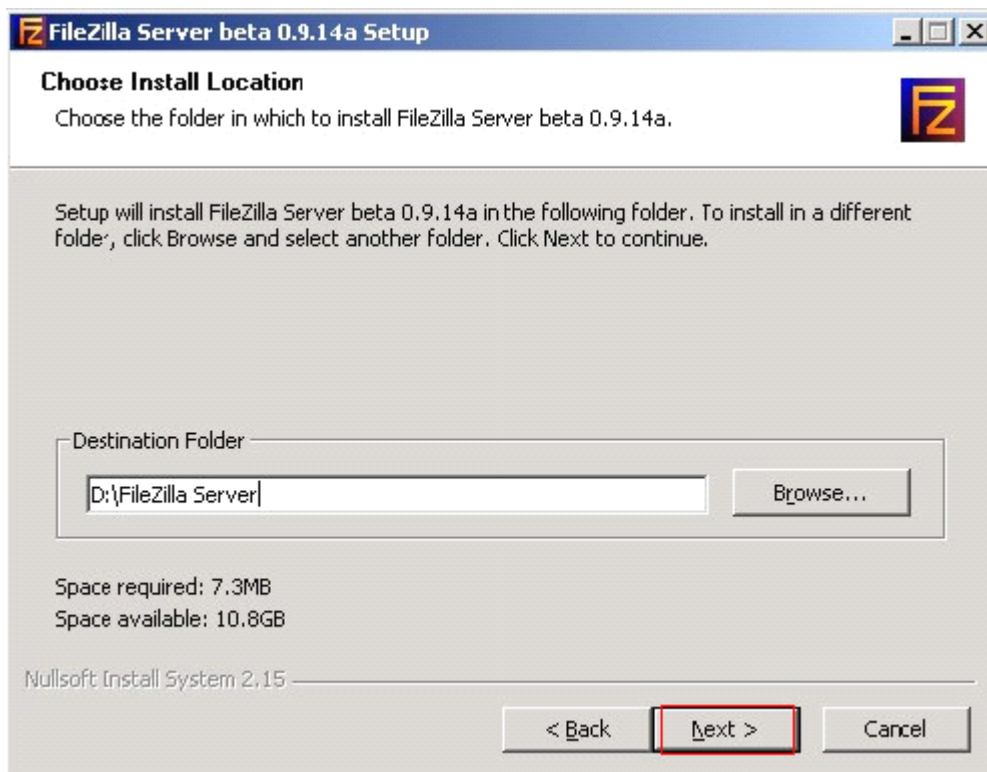 FileZilla Server beta 0.9.14a Setup
Choose Install Location
Choose the folder in which to install FileZilla Server beta 0.9.14a.
FZ
Setup will install FileZilla Server beta 0.9.14a in the following folder. To install in a different
folder, click Browse and select another folder. Click Next to continue.
Destination Folder
D:\FileZilla Server
Browse...
Space required: 7.3MB
Space available: 10.8GB
Nullsoft Install System 2.15
< Back
Next >
Cancel